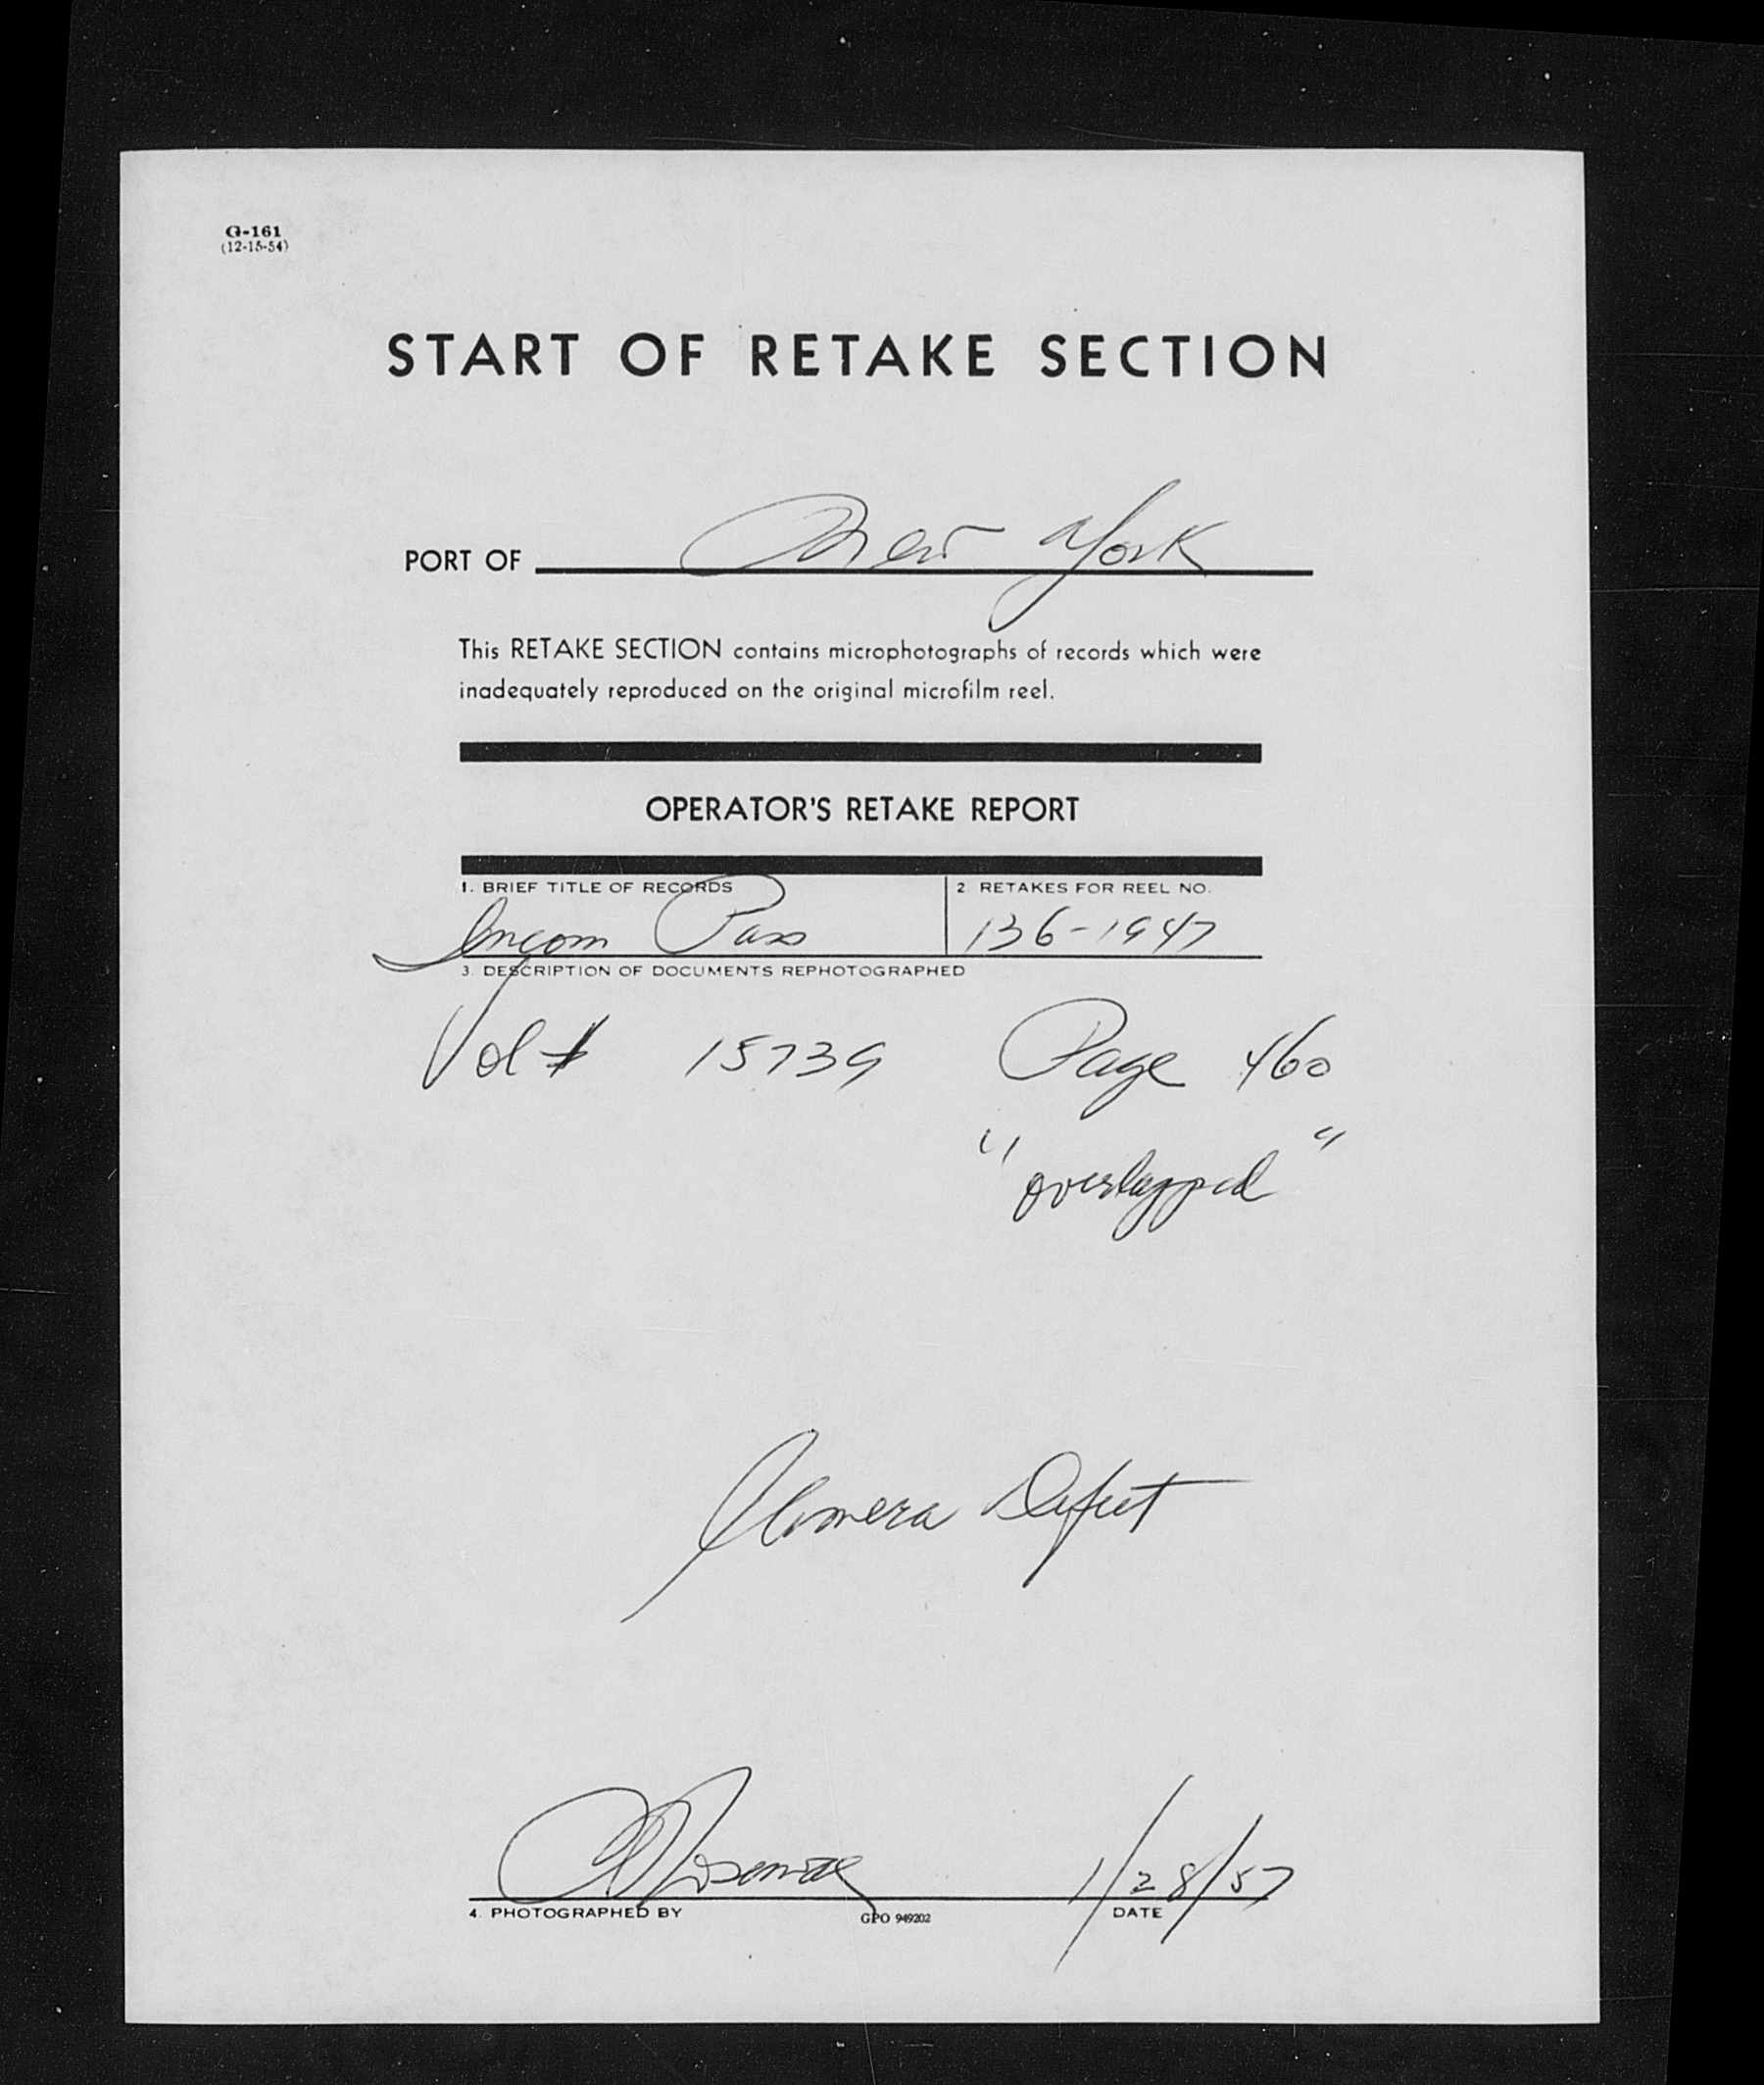 G-161
(12-15-54)
START OF RETAKE SECTION
PORT OF New York
This RETAKE SECTION contains microphotographs of records which were
inadequately reproduced on the original microfilm reel.
OPERATOR'S RETAKE REPORT
1. BRIEF TITLE OF RECORDS 2. RETAKES FOR REEL NO.
Incom Pass 136-1947
3. DESCRIPTION OF DOCUMENTS REPHOTOGRAPHED
Vol # 15739 Page 460
"overlapped"
Camera Defect
1/28/57
4. PHOTOGRAPHED BY GPO 949202 DATE